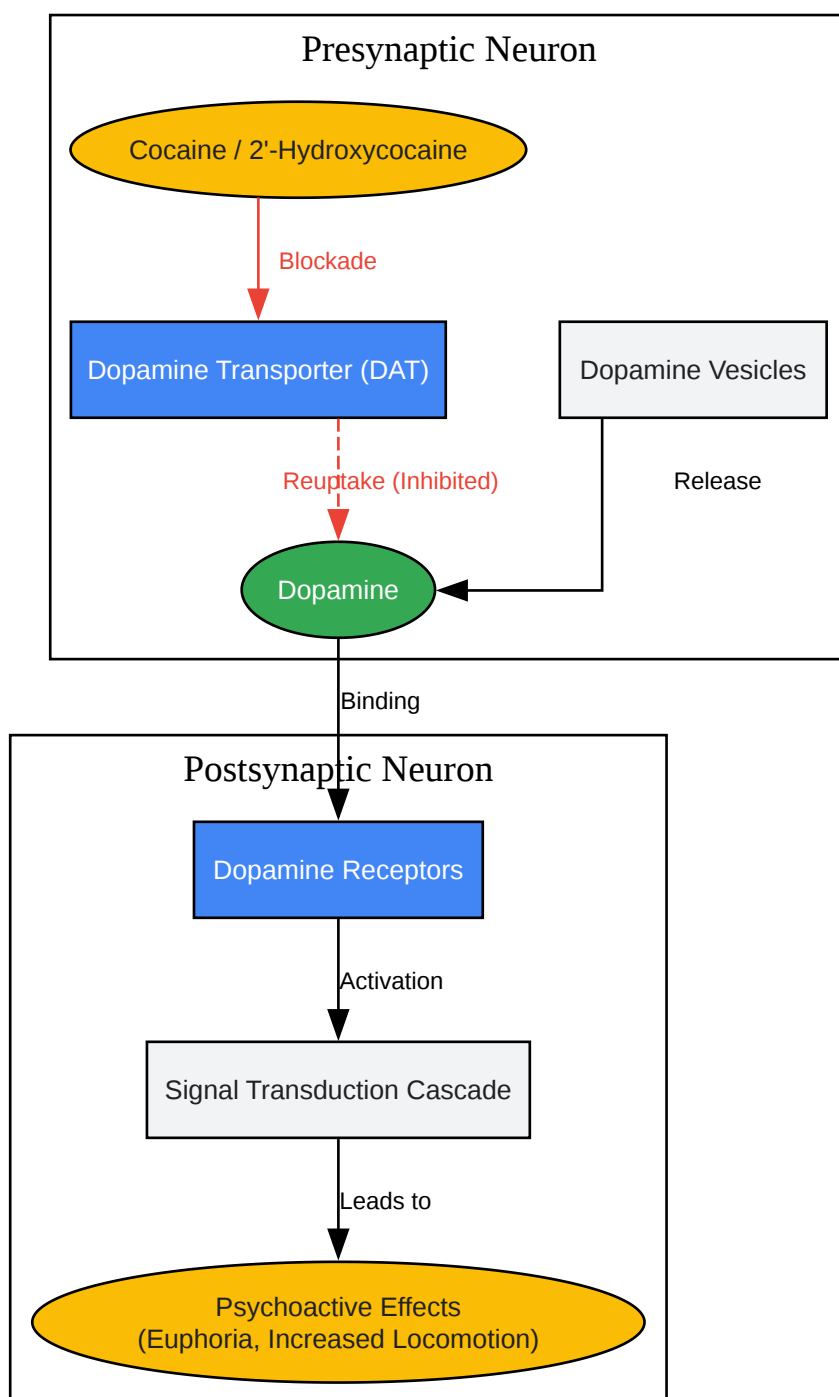 Presynaptic Neuron
Cocaine / 2'-Hydroxycocaine
Blockade
Dopamine Transporter (DAT)
Dopamine Vesicles
Reuptake (Inhibited)
Release
Dopamine
Binding
Postsynaptic Neuron
Dopamine Receptors
Activation
Signal Transduction Cascade
Leads to
Psychoactive Effects
(Euphoria, Increased Locomotion)